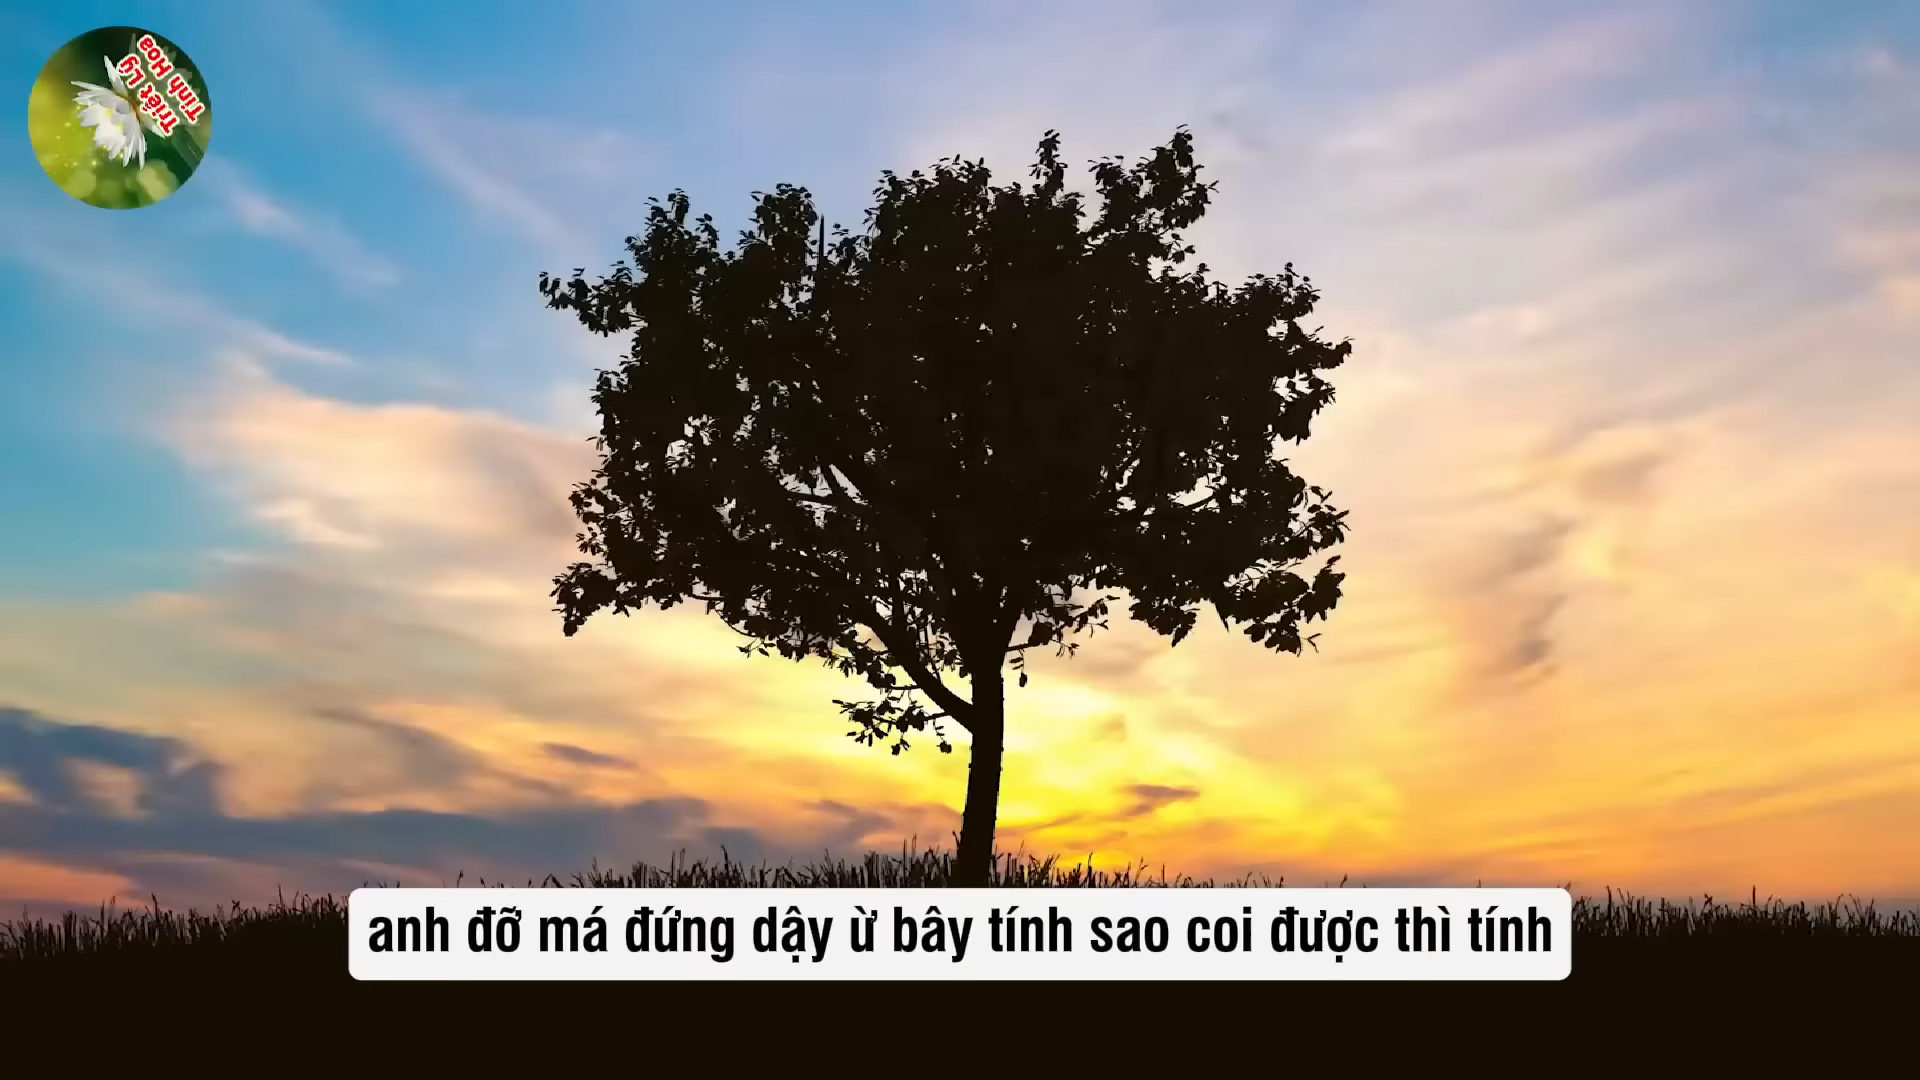 Triết Lý
Tinh Hoa
anh đỡ má đứng dậy ừ bây tính sao coi được thì tính